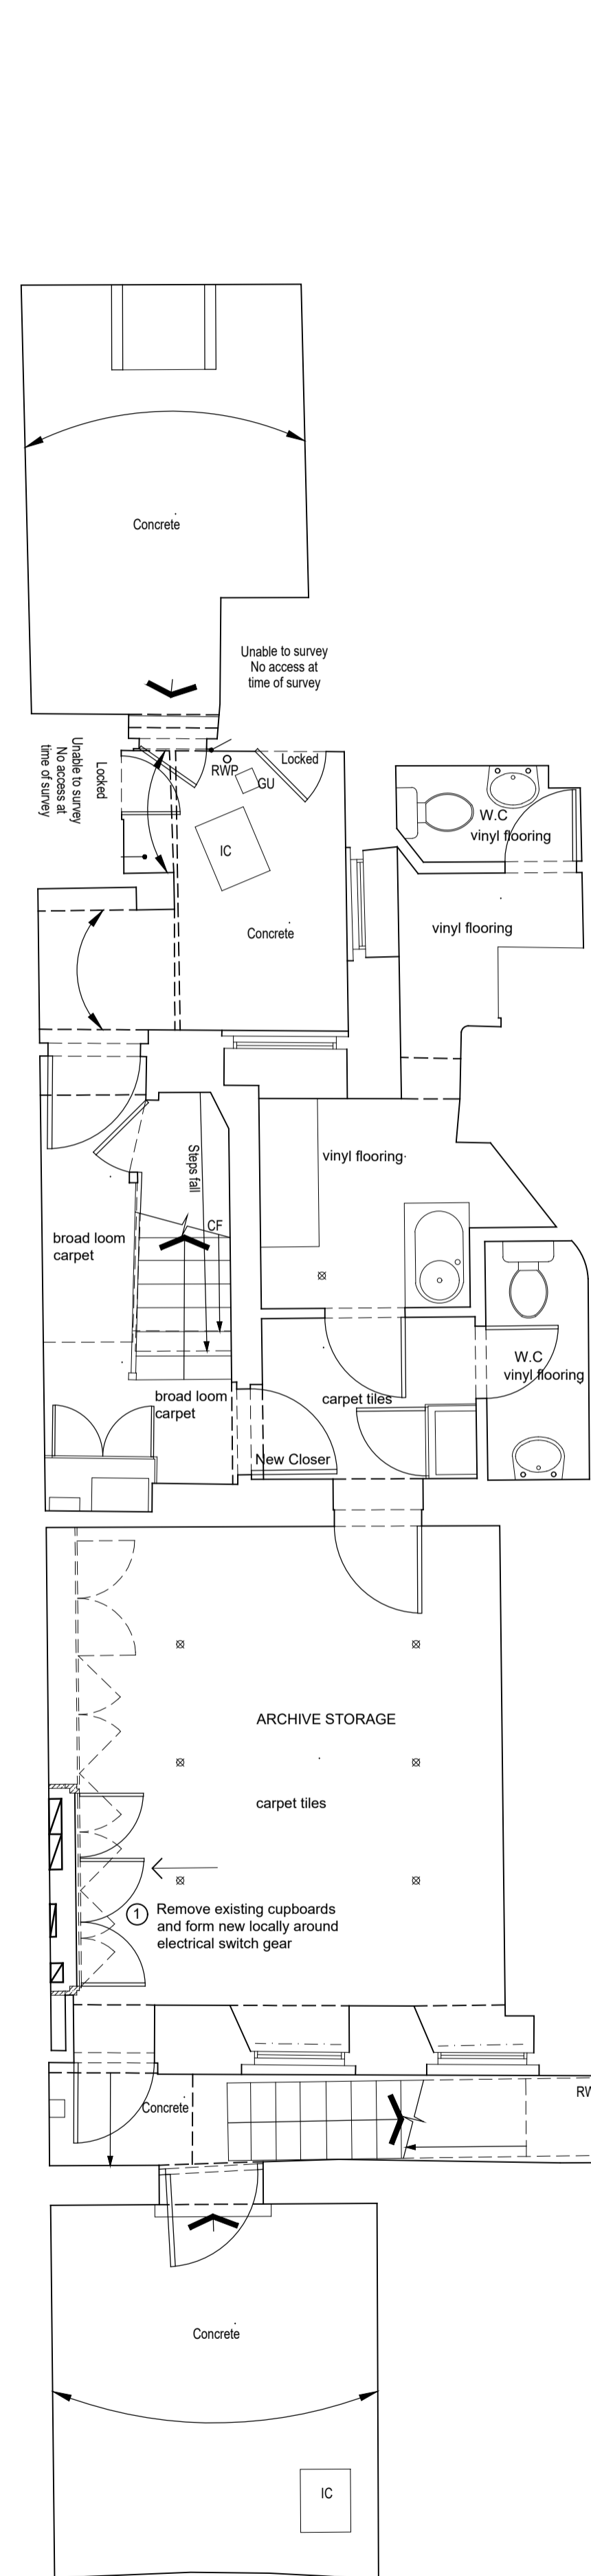 Concrete
Unable to survey
No access at
time of survey
Locked
Unable to survey
No access at
time of survey
Locked
RWP
GU
IC
Concrete
W.C
vinyl flooring
vinyl flooring
Steps fall
vinyl flooring
CF
broad loom
carpet
W.C
vinyl flooring
broad loom
carpet
carpet tiles
New Closer
ARCHIVE STORAGE
carpet tiles
1 Remove existing cupboards
and form new locally around
electrical switch gear
Concrete
RW
Concrete
IC